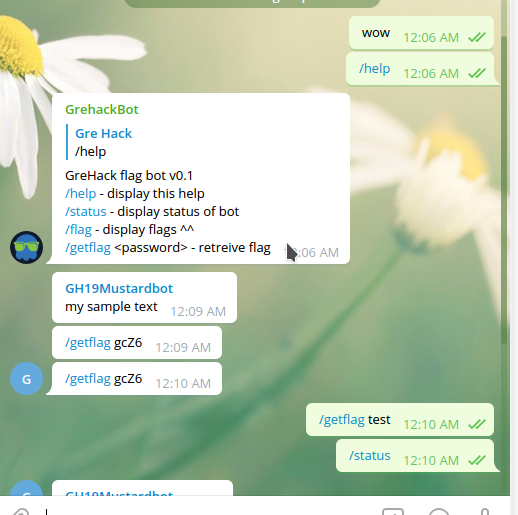 wow 12:06 AM
/help 12:06 AM
GrehackBot
Gre Hack
/help
GreHack flag bot v0.1
/help - display this help
/status - display status of bot
/flag - display flags ^^
/getflag <password> - retreive flag
:06 AM
GH19Mustardbot
my sample text 12:09 AM
/getflag gcZ6 12:09 AM
G
/getflag gcZ6 12:10 AM
/getflag test 12:10 AM
/status 12:10 AM
GH19Mustardbot